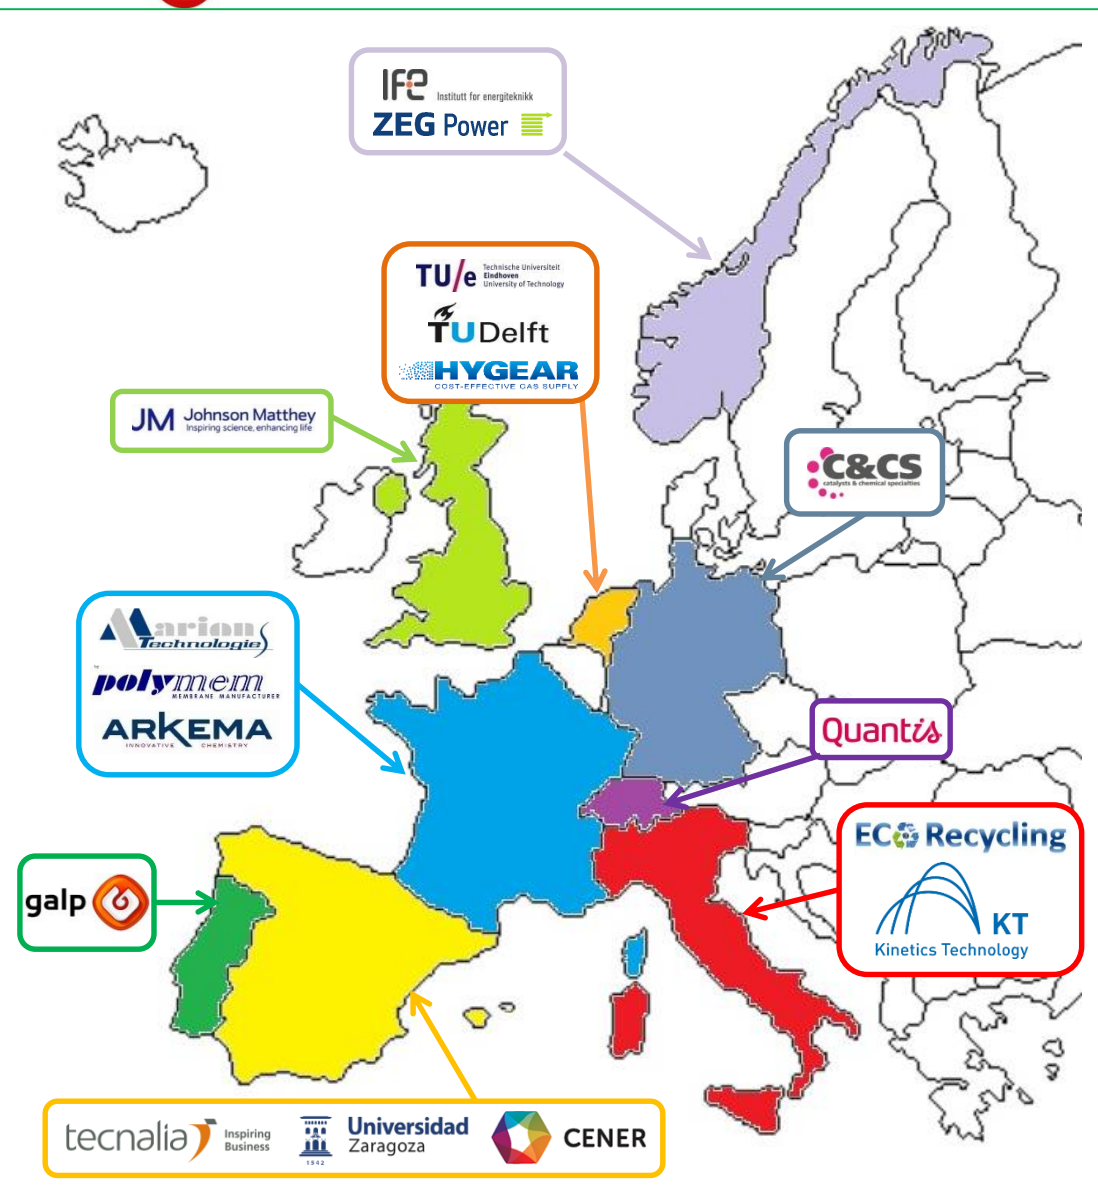 IFe
Institutt for energiteknikk
ZEG Power
TU/e
Technische Universiteit
Eindhoven
University of Technology
TUDelft
HYGEAR
COST-EFFECTIVE GAS SUPPLY
JM Johnson Matthey
Inspiring science, enhancing life
C&CS
catalysts & chemical specialties
Marion
Technologies
polymem
MEMBRANE MANUFACTURER
ARKEMA
INNOVATIVE CHEMISTRY
Quantis
ECO Recycling
KT
Kinetics Technology
galp
tecnalia
Inspiring
Business
1542
Universidad
Zaragoza
CENER